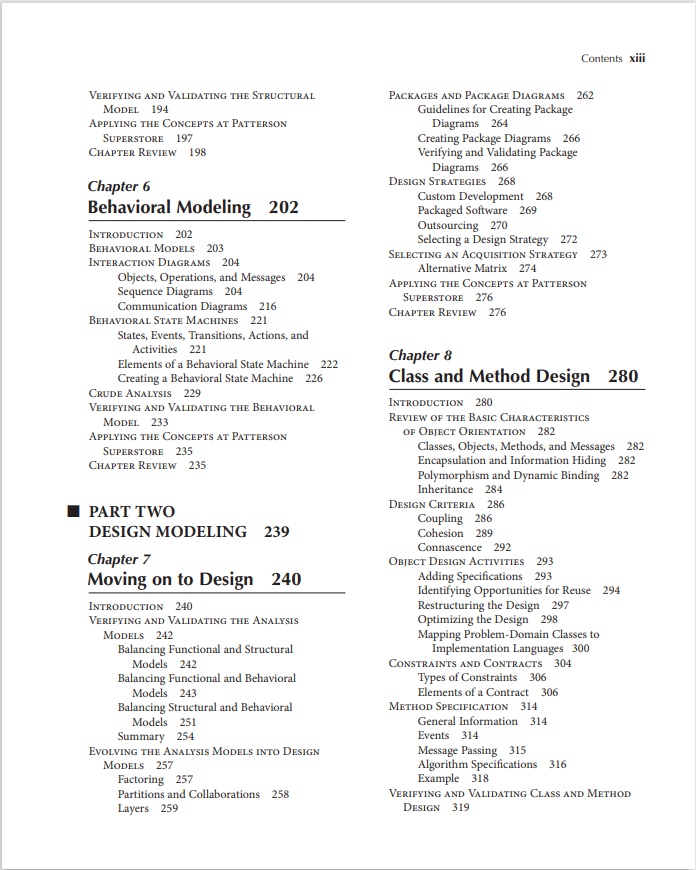 Contents xiii
VERIFYING AND VALIDATING THE STRUCTURAL
MODEL 194
APPLYING THE CONCEPTS AT PATTERSON
SUPERSTORE 197
CHAPTER REVIEW 198
Chapter 6
Behavioral Modeling 202
INTRODUCTION 202
BEHAVIORAL MODELS 203
INTERACTION DIAGRAMS 204
Objects, Operations, and Messages 204
Sequence Diagrams 204
Communication Diagrams 216
BEHAVIORAL STATE MACHINES 221
States, Events, Transitions, Actions, and
Activities 221
Elements of a Behavioral State Machine 222
Creating a Behavioral State Machine 226
CRUDE ANALYSIS 229
VERIFYING AND VALIDATING THE BEHAVIORAL
MODEL 233
APPLYING THE CONCEPTS AT PATTERSON
SUPERSTORE 235
CHAPTER REVIEW 235
PART TWO
DESIGN MODELING 239
Chapter 7
Moving on to Design 240
INTRODUCTION 240
VERIFYING AND VALIDATING THE ANALYSIS
MODELS 242
Balancing Functional and Structural
Models 242
Balancing Functional and Behavioral
Models 243
Balancing Structural and Behavioral
Models 251
Summary 254
EVOLVING THE ANALYSIS MODELS INTO DESIGN
MODELS 257
Factoring 257
Partitions and Collaborations 258
Layers 259
PACKAGES AND PACKAGE DIAGRAMS 262
Guidelines for Creating Package
Diagrams 264
Creating Package Diagrams 266
Verifying and Validating Package
Diagrams 266
DESIGN STRATEGIES 268
Custom Development 268
Packaged Software 269
Outsourcing 270
Selecting a Design Strategy 272
SELECTING AN ACQUISITION STRATEGY 273
Alternative Matrix 274
APPLYING THE CONCEPTS AT PATTERSON
SUPERSTORE 276
CHAPTER REVIEW 276
Chapter 8
Class and Method Design 280
INTRODUCTION 280
REVIEW OF THE BASIC CHARACTERISTICS
OF OBJECT ORIENTATION 282
Classes, Objects, Methods, and Messages 282
Encapsulation and Information Hiding 282
Polymorphism and Dynamic Binding 282
Inheritance 284
DESIGN CRITERIA 286
Coupling 286
Cohesion 289
Connascence 292
OBJECT DESIGN ACTIVITIES 293
Adding Specifications 293
Identifying Opportunities for Reuse 294
Restructuring the Design 297
Optimizing the Design 298
Mapping Problem-Domain Classes to
Implementation Languages 300
CONSTRAINTS AND CONTRACTS 304
Types of Constraints 306
Elements of a Contract 306
METHOD SPECIFICATION 314
General Information 314
Events 314
Message Passing 315
Algorithm Specifications 316
Example 318
VERIFYING AND VALIDATING CLASS AND METHOD
DESIGN 319